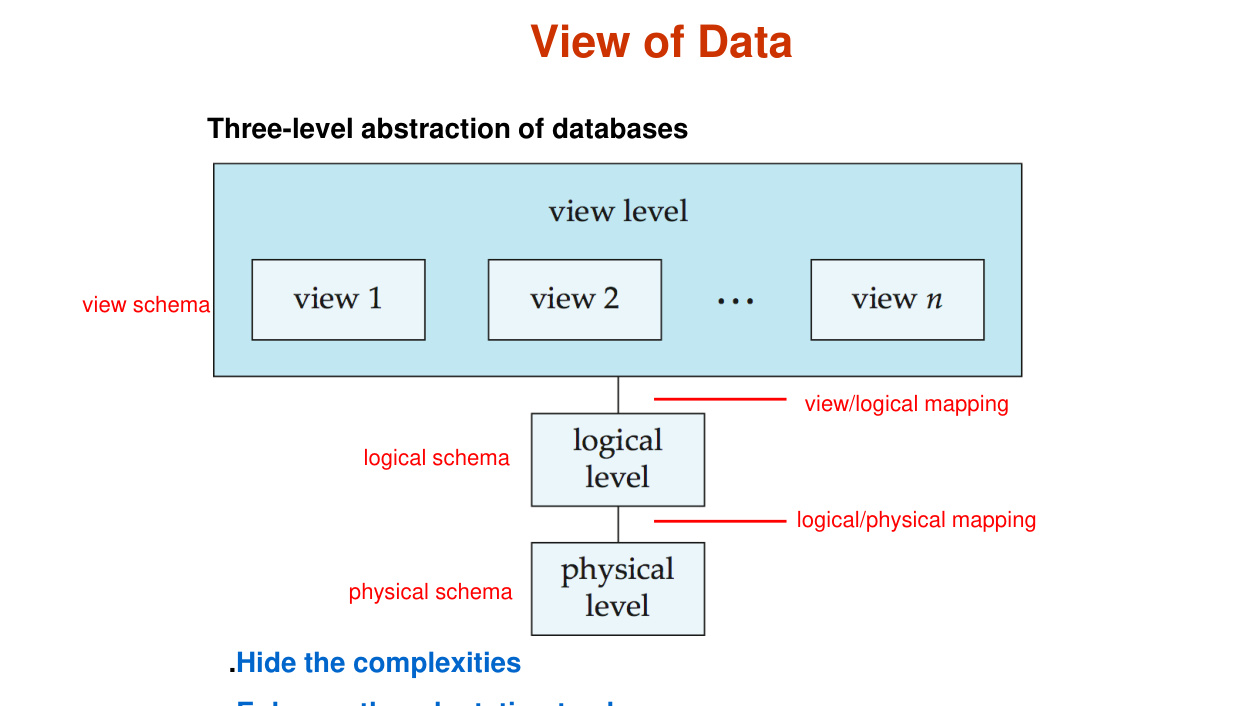 View of Data
Three-level abstraction of databases
view level
view schema
view 1
view 2
...
view n
view/logical mapping
logical schema
logical
level
logical/physical mapping
physical schema
physical
level
.Hide the complexities